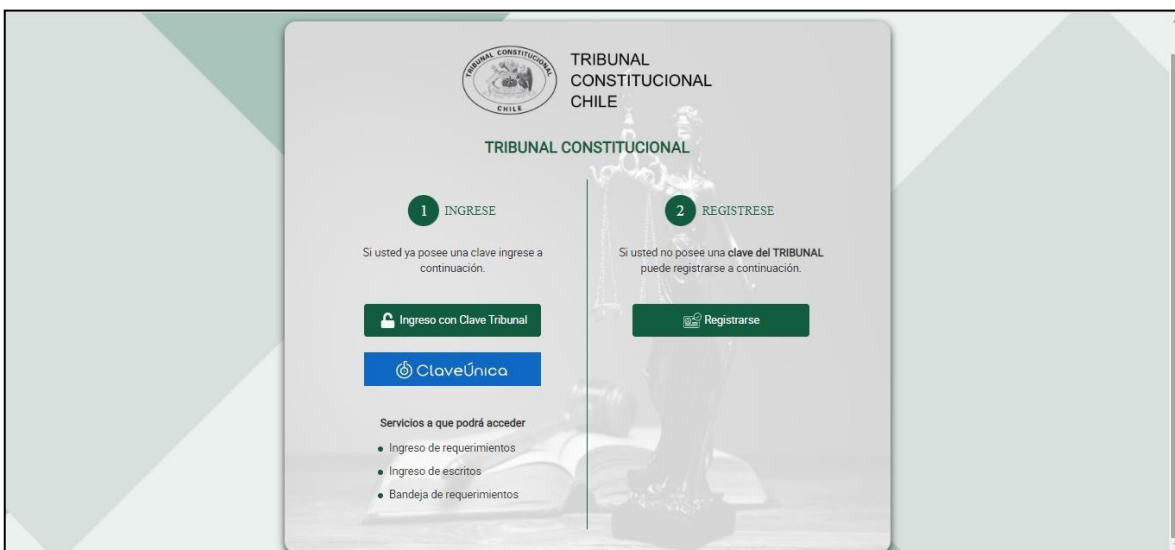 TRIBUNAL CONSTITUCIONAL
CHILE
TRIBUNAL
CONSTITUCIONAL
CHILE
TRIBUNAL CONSTITUCIONAL
1 INGRESE
Si usted ya posee una clave ingrese a
continuación.
Ingreso con Clave Tribunal
ClaveÚnica
Servicios a que podrá acceder
• Ingreso de requerimientos
• Ingreso de escritos
• Bandeja de requerimientos
2 REGISTRESE
Si usted no posee una clave del TRIBUNAL
puede registrarse a continuación.
Registrarse